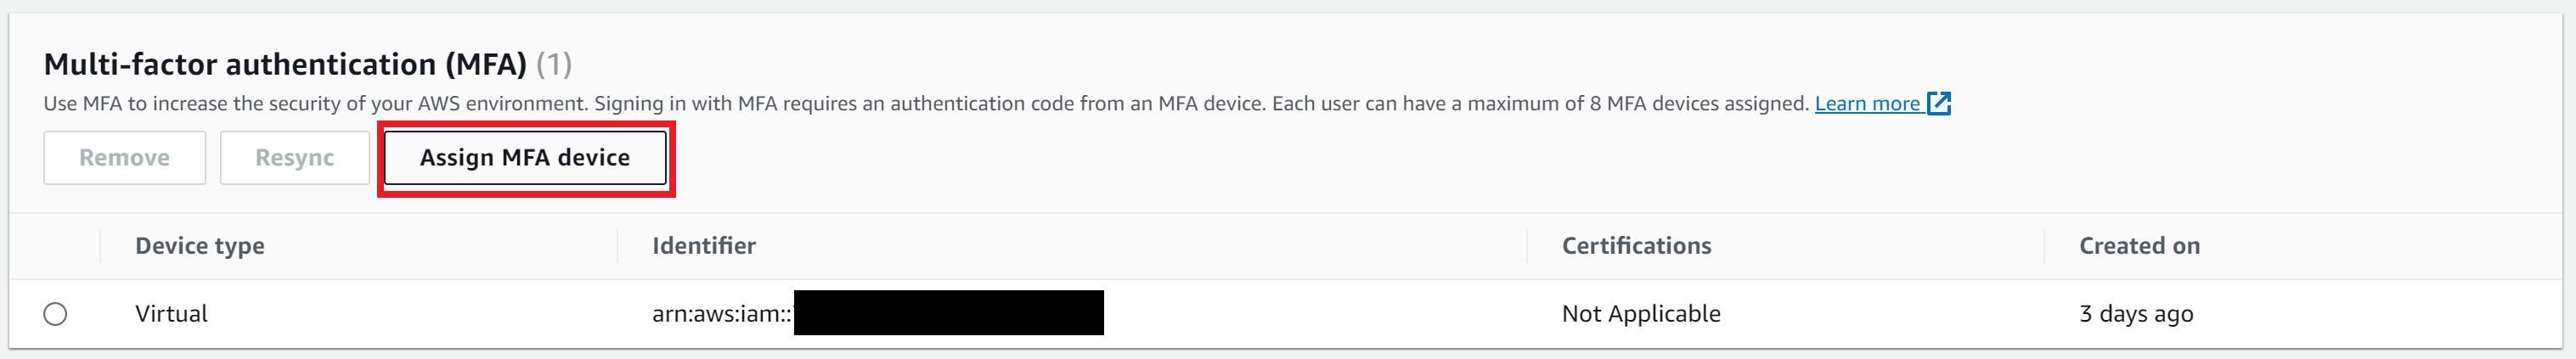 Multi-factor authentication (MFA) (1)
Use MFA to increase the security of your AWS environment. Signing in with MFA requires an authentication code from an MFA device. Each user can have a maximum of 8 MFA devices assigned. Learn more
Remove Resync Assign MFA device
Device type Identifier Certifications Created on
Virtual arn:aws:iam:: Not Applicable 3 days ago